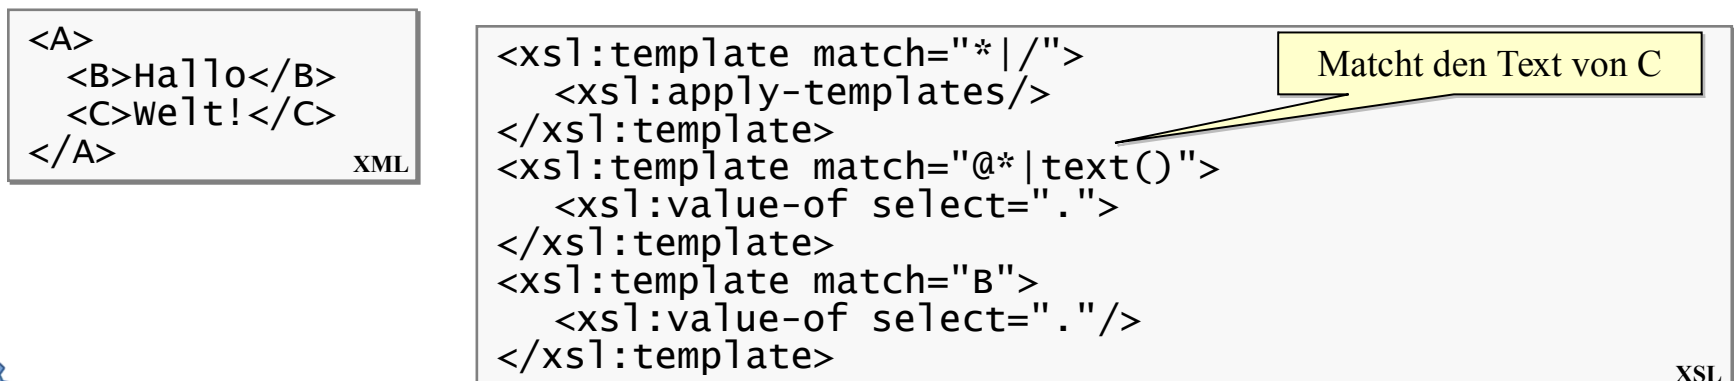 <A>
<B>Hallo</B>
<C>Welt!</C>
</A>
XML
<xsl:template match="*|/">
<xsl:apply-templates/>
</xsl:template>
<xsl:template match="@*|text()">
<xsl:value-of select=".">
</xsl:template>
<xsl:template match="B">
<xsl:value-of select="."/>
</xsl:template>
XSL
Matcht den Text von C